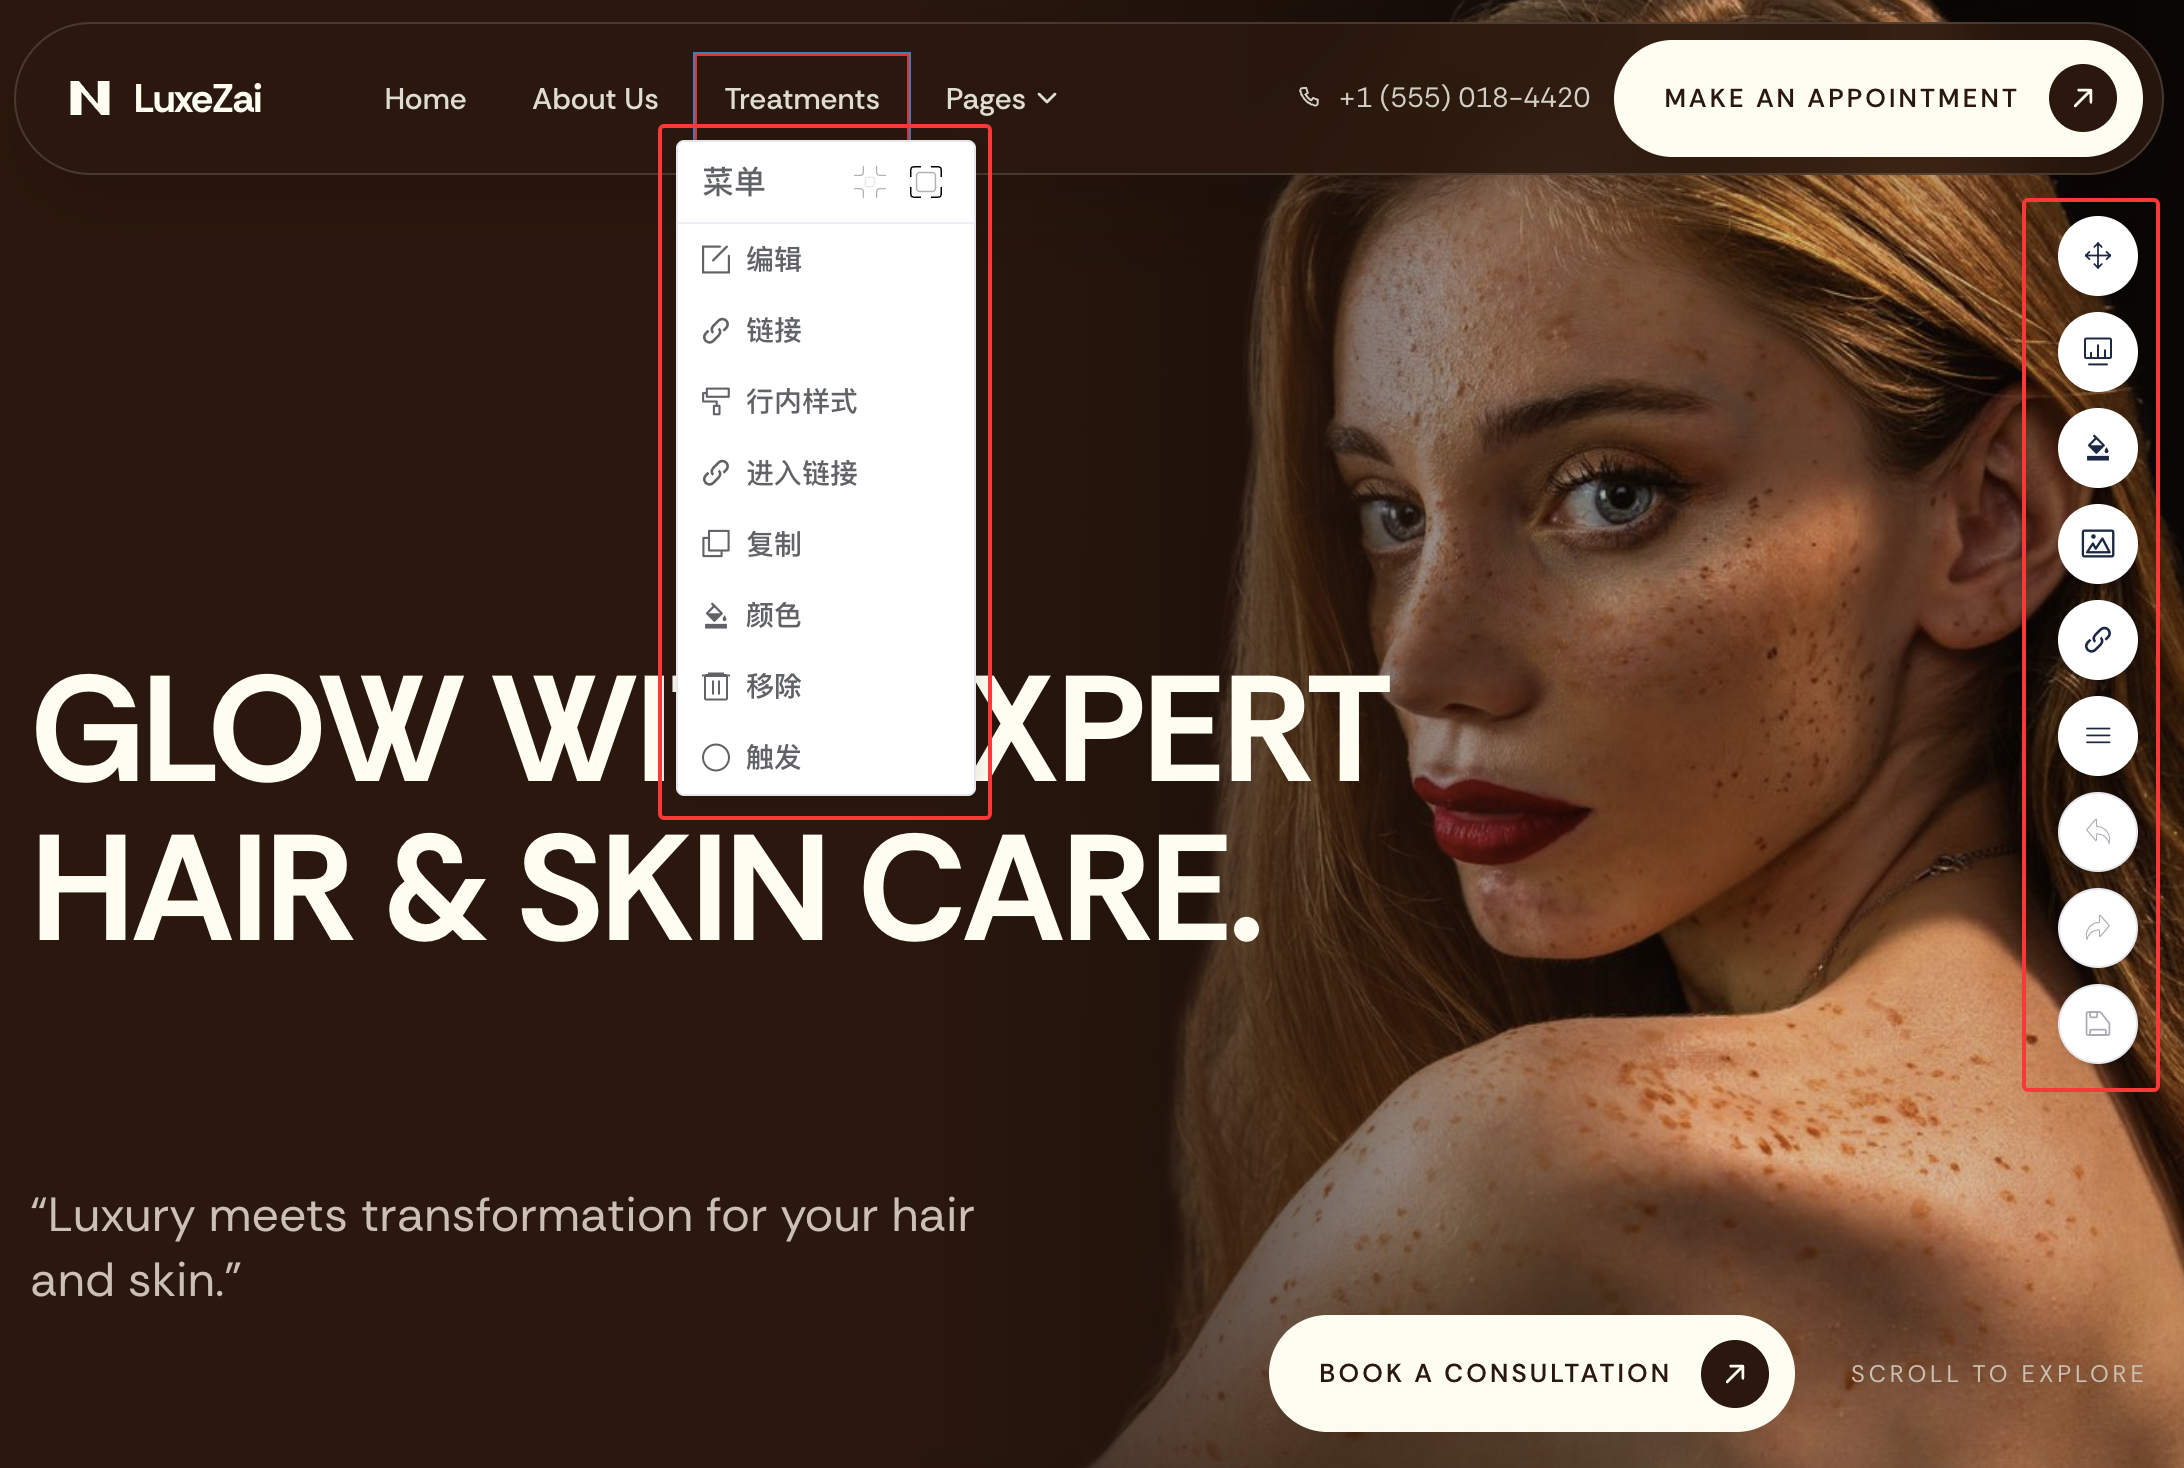 LuxeZai
Home
About Us
Treatments
Pages
+1 (555) 018-4420
MAKE AN APPOINTMENT
菜单
编辑
链接
行内样式
进入链接
复制
颜色
移除
触发
GLOW WI XPERT
HAIR & SKIN CARE.
“Luxury meets transformation for your hair
and skin.”
BOOK A CONSULTATION
SCROLL TO EXPLORE